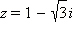 z = 1 − √3i